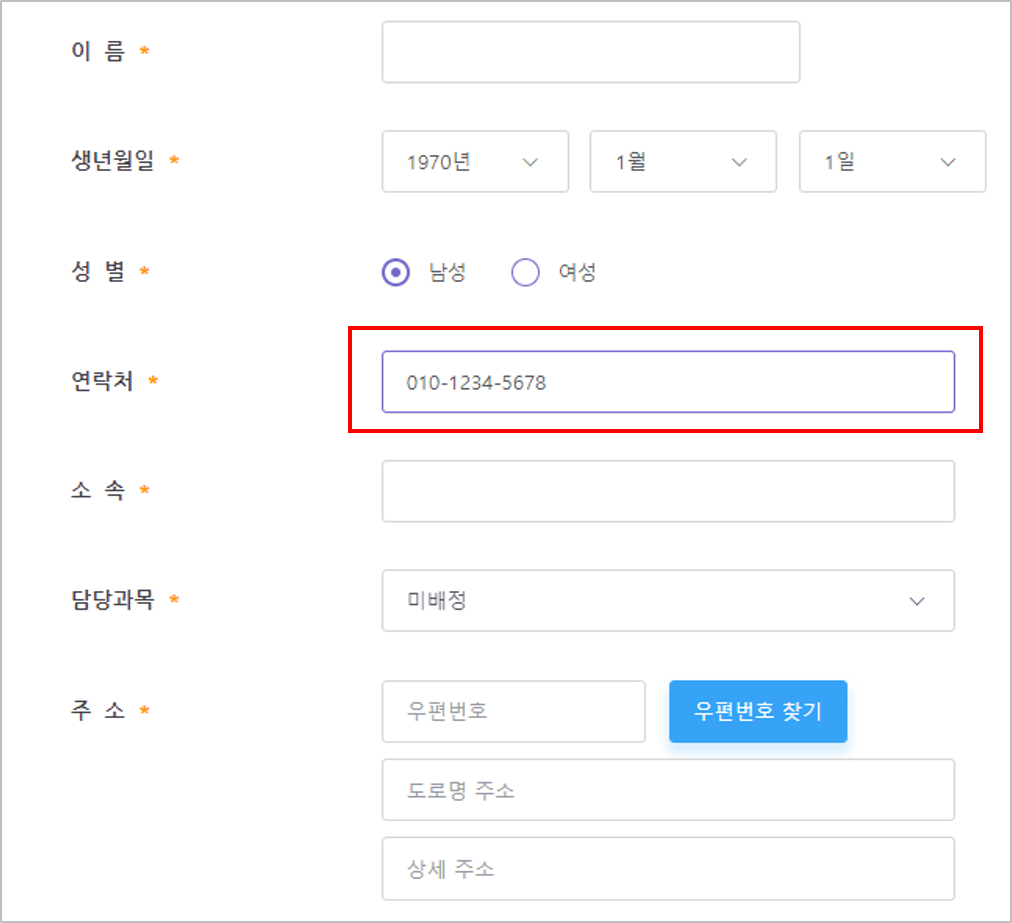 이 름 *
생년월일 * 1970년 1월 1일
성 별 * 남성 여성
연락처 * 010-1234-5678
소 속 *
담당과목 * 미배정
주 소 * 우편번호 우편번호 찾기
도로명 주소
상세 주소